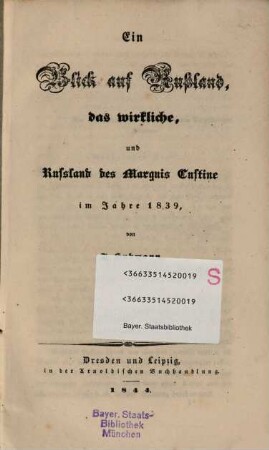 Ein
Blick auf Rußland,
das wirkliche,
und
Russland des Marquis Custine
im Jahre 1839,
von
<36633514520019
S
<36633514520019
Bayer. Staatsbibliothek
Dresden und Leipzig,
in der Arnoldischen Buchhandlung.
1844.
Bayer. Staats-
Bibliothek
München